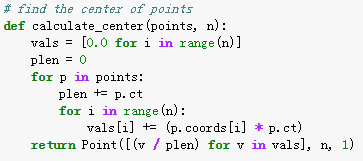 # find the center of points
def calculate_center(points, n):
    vals = [0.0 for i in range(n)]
    plen = 0
    for p in points:
        plen += p.ct
        for i in range(n):
            vals[i] += (p.coords[i] * p.ct)
    return Point([(v / plen) for v in vals], n, 1)